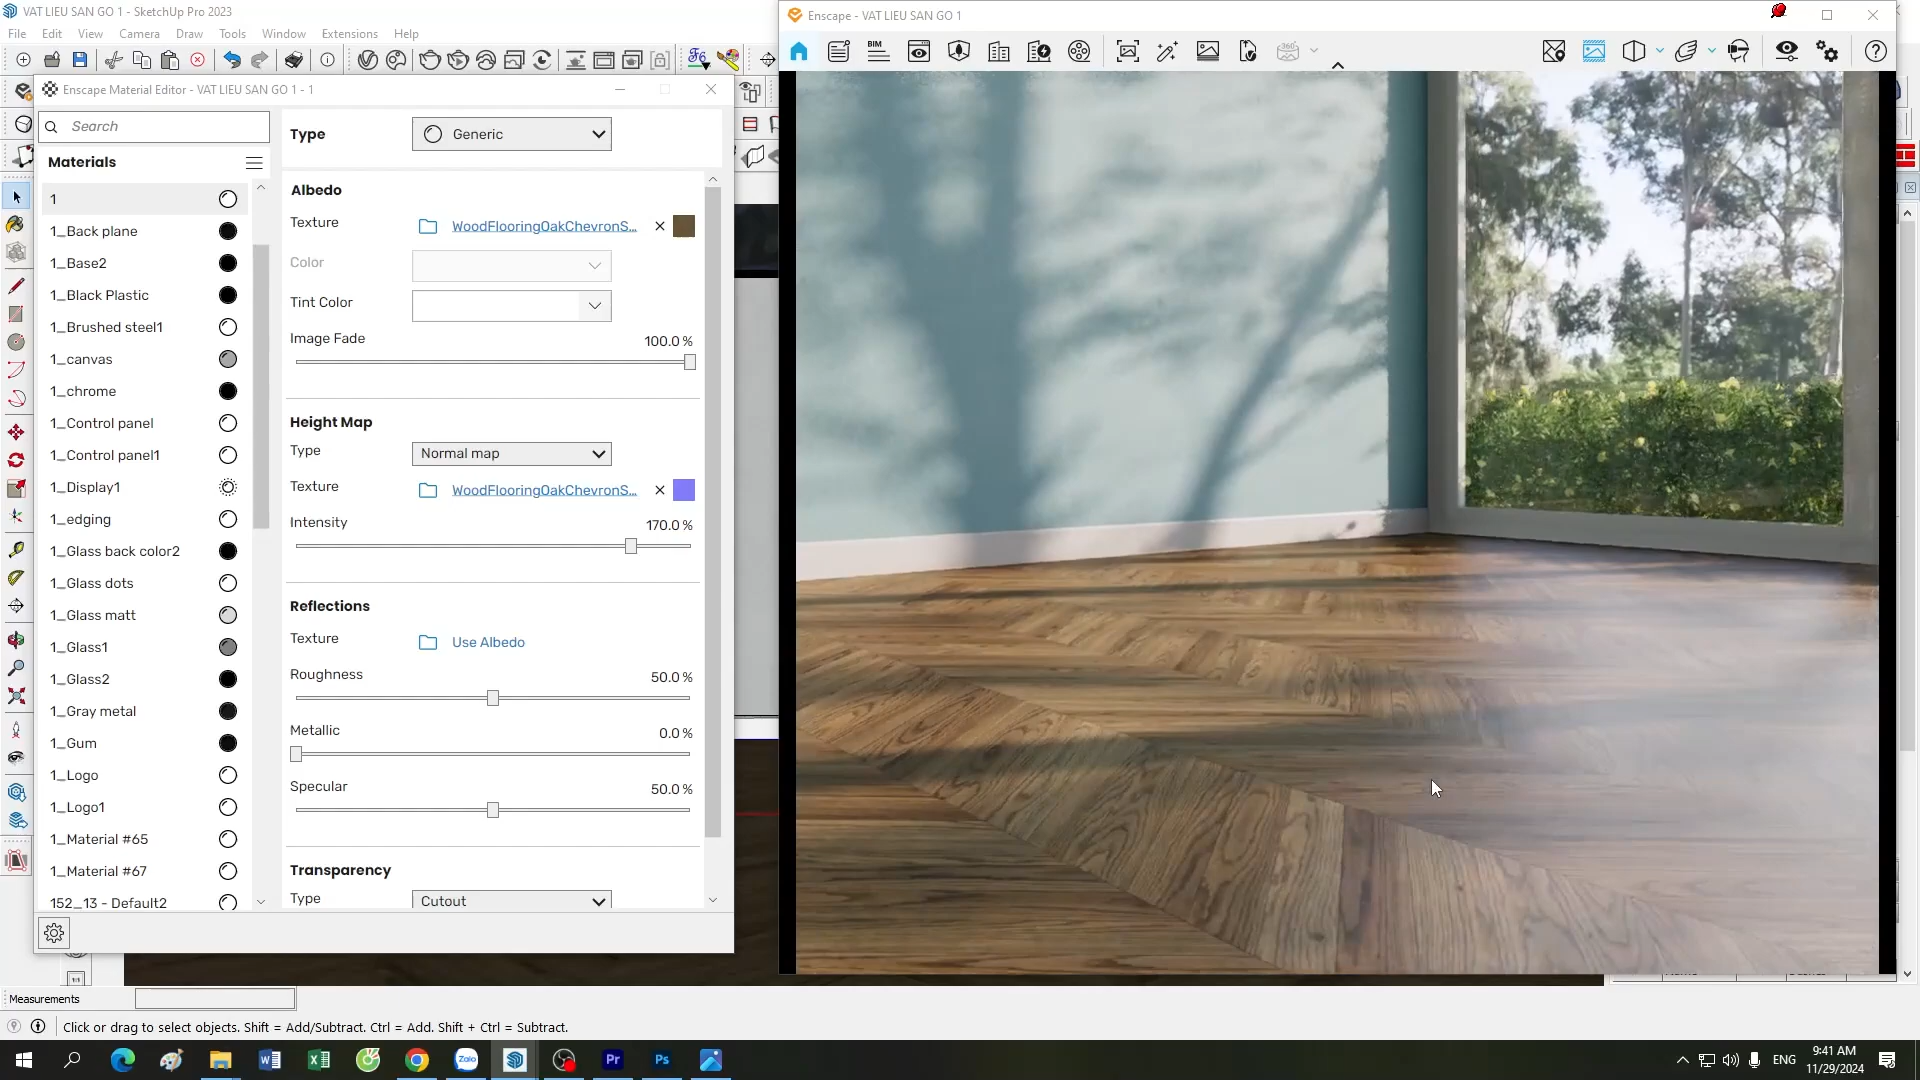 VAT LIEU SAN GO 1 - SketchUp Pro 2023
File Edit View Camera Draw Tools Window Extensions Help
Enscape - VAT LIEU SAN GO 1
BIM
360°
Enscape Material Editor - VAT LIEU SAN GO 1 - 1
Search
Materials
1
1_Back plane
1_Base2
1_Black Plastic
1_Brushed steel1
1_canvas
1_chrome
1_Control panel
1_Control panel1
1_Display1
1_edging
1_Glass back color2
1_Glass dots
1_Glass matt
1_Glass1
1_Glass2
1_Gray metal
1_Gum
1_Logo
1_Logo1
1_Material #65
1_Material #67
152_13 - Default2
Type Generic
Albedo
Texture WoodFlooringOakChevronS...
Color
Tint Color
Image Fade 100.0 %
Height Map
Type Normal map
Texture WoodFlooringOakChevronS...
Intensity 170.0 %
Reflections
Texture Use Albedo
Roughness 50.0 %
Metallic 0.0 %
Specular 50.0 %
Transparency
Type Cutout
Measurements
Click or drag to select objects. Shift = Add/Subtract. Ctrl = Add. Shift + Ctrl = Subtract.
Zalo
Pr
Ps
ENG
9:41 AM
11/29/2024